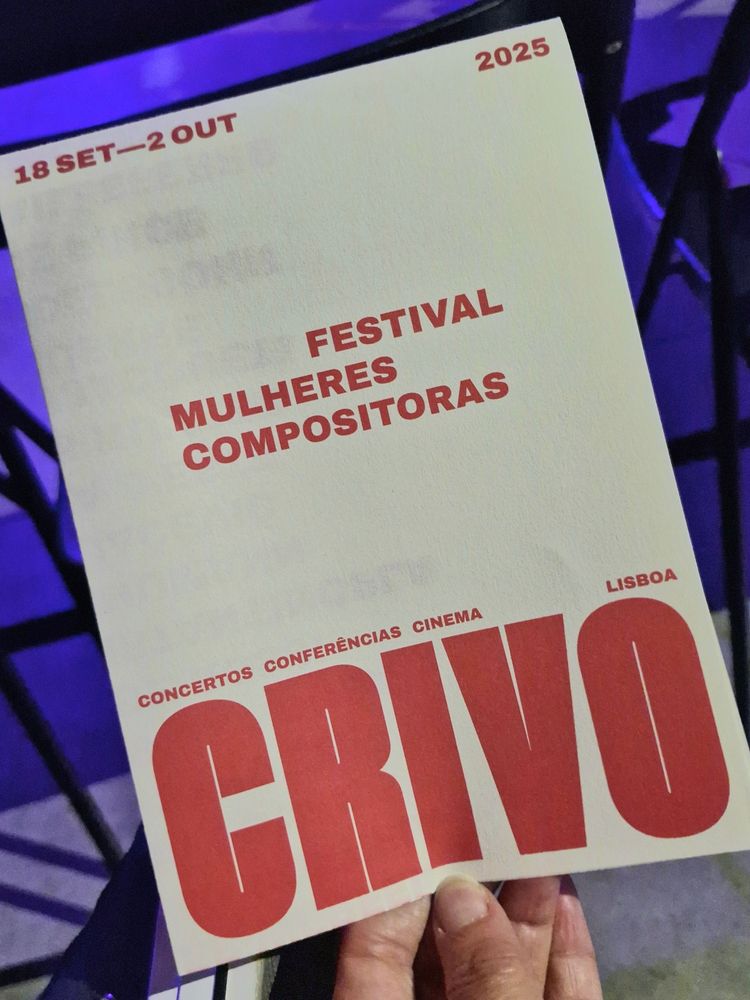 2025
18 SET—2 OUT
FESTIVAL
MULHERES
COMPOSITORAS
LISBOA
CONCERTOS CONFERÊNCIAS CINEMA
CRIVO